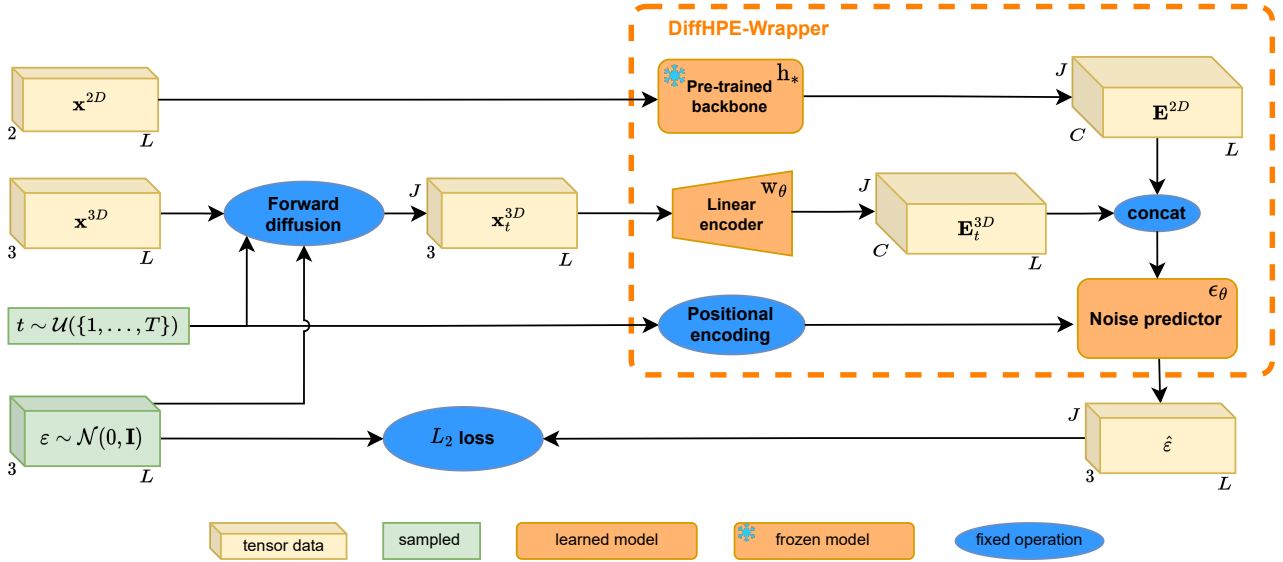 DiffHPE-Wrapper
x^{2D}
2
L
Pre-trained
backbone
h_*
J
E^{2D}
C
L
x^{3D}
3
L
Forward
diffusion
J
x_t^{3D}
3
L
Linear
encoder
w_θ
J
E_t^{3D}
C
L
concat
t ∼ 𝒰({1, . . . , T})
Positional
encoding
Noise predictor
ϵ_θ
ε ∼ 𝒩(0, I)
3
L
L_2 loss
J
ε̂
3
L
tensor data
sampled
learned model
frozen model
fixed operation